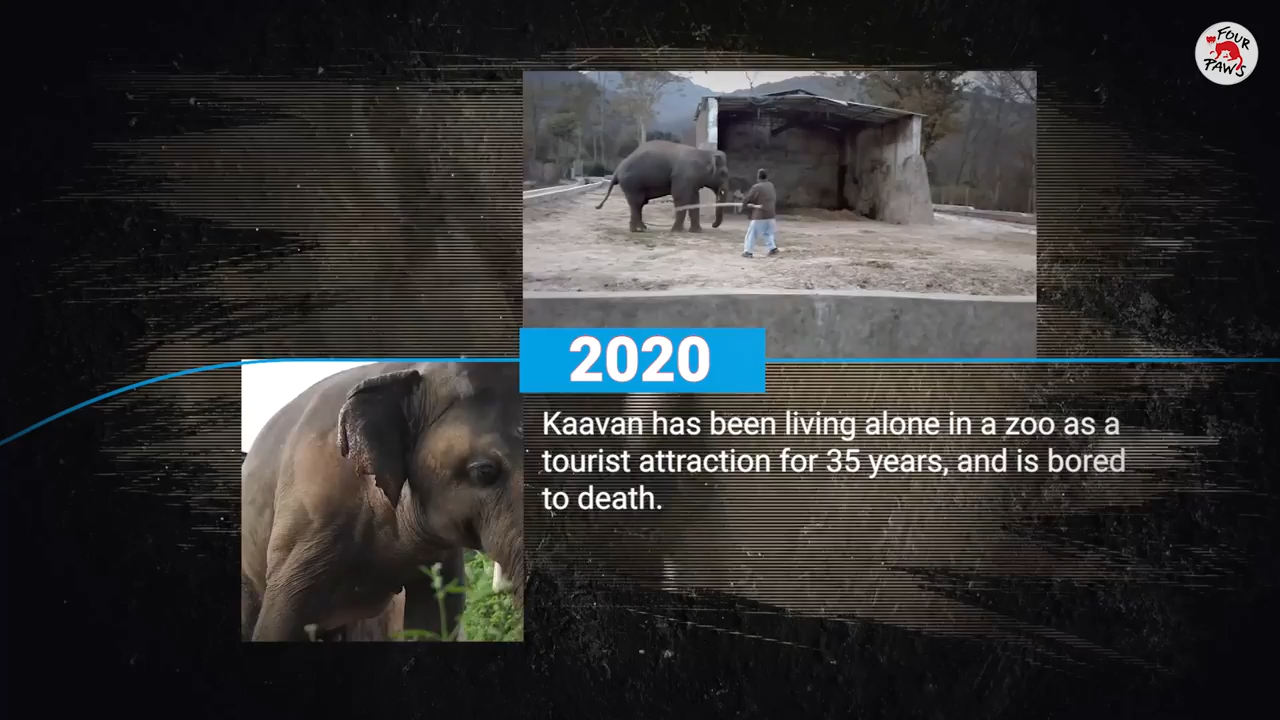 FOUR
PAWS
2020
Kaavan has been living alone in a zoo as a
tourist attraction for 35 years, and is bored
to death.